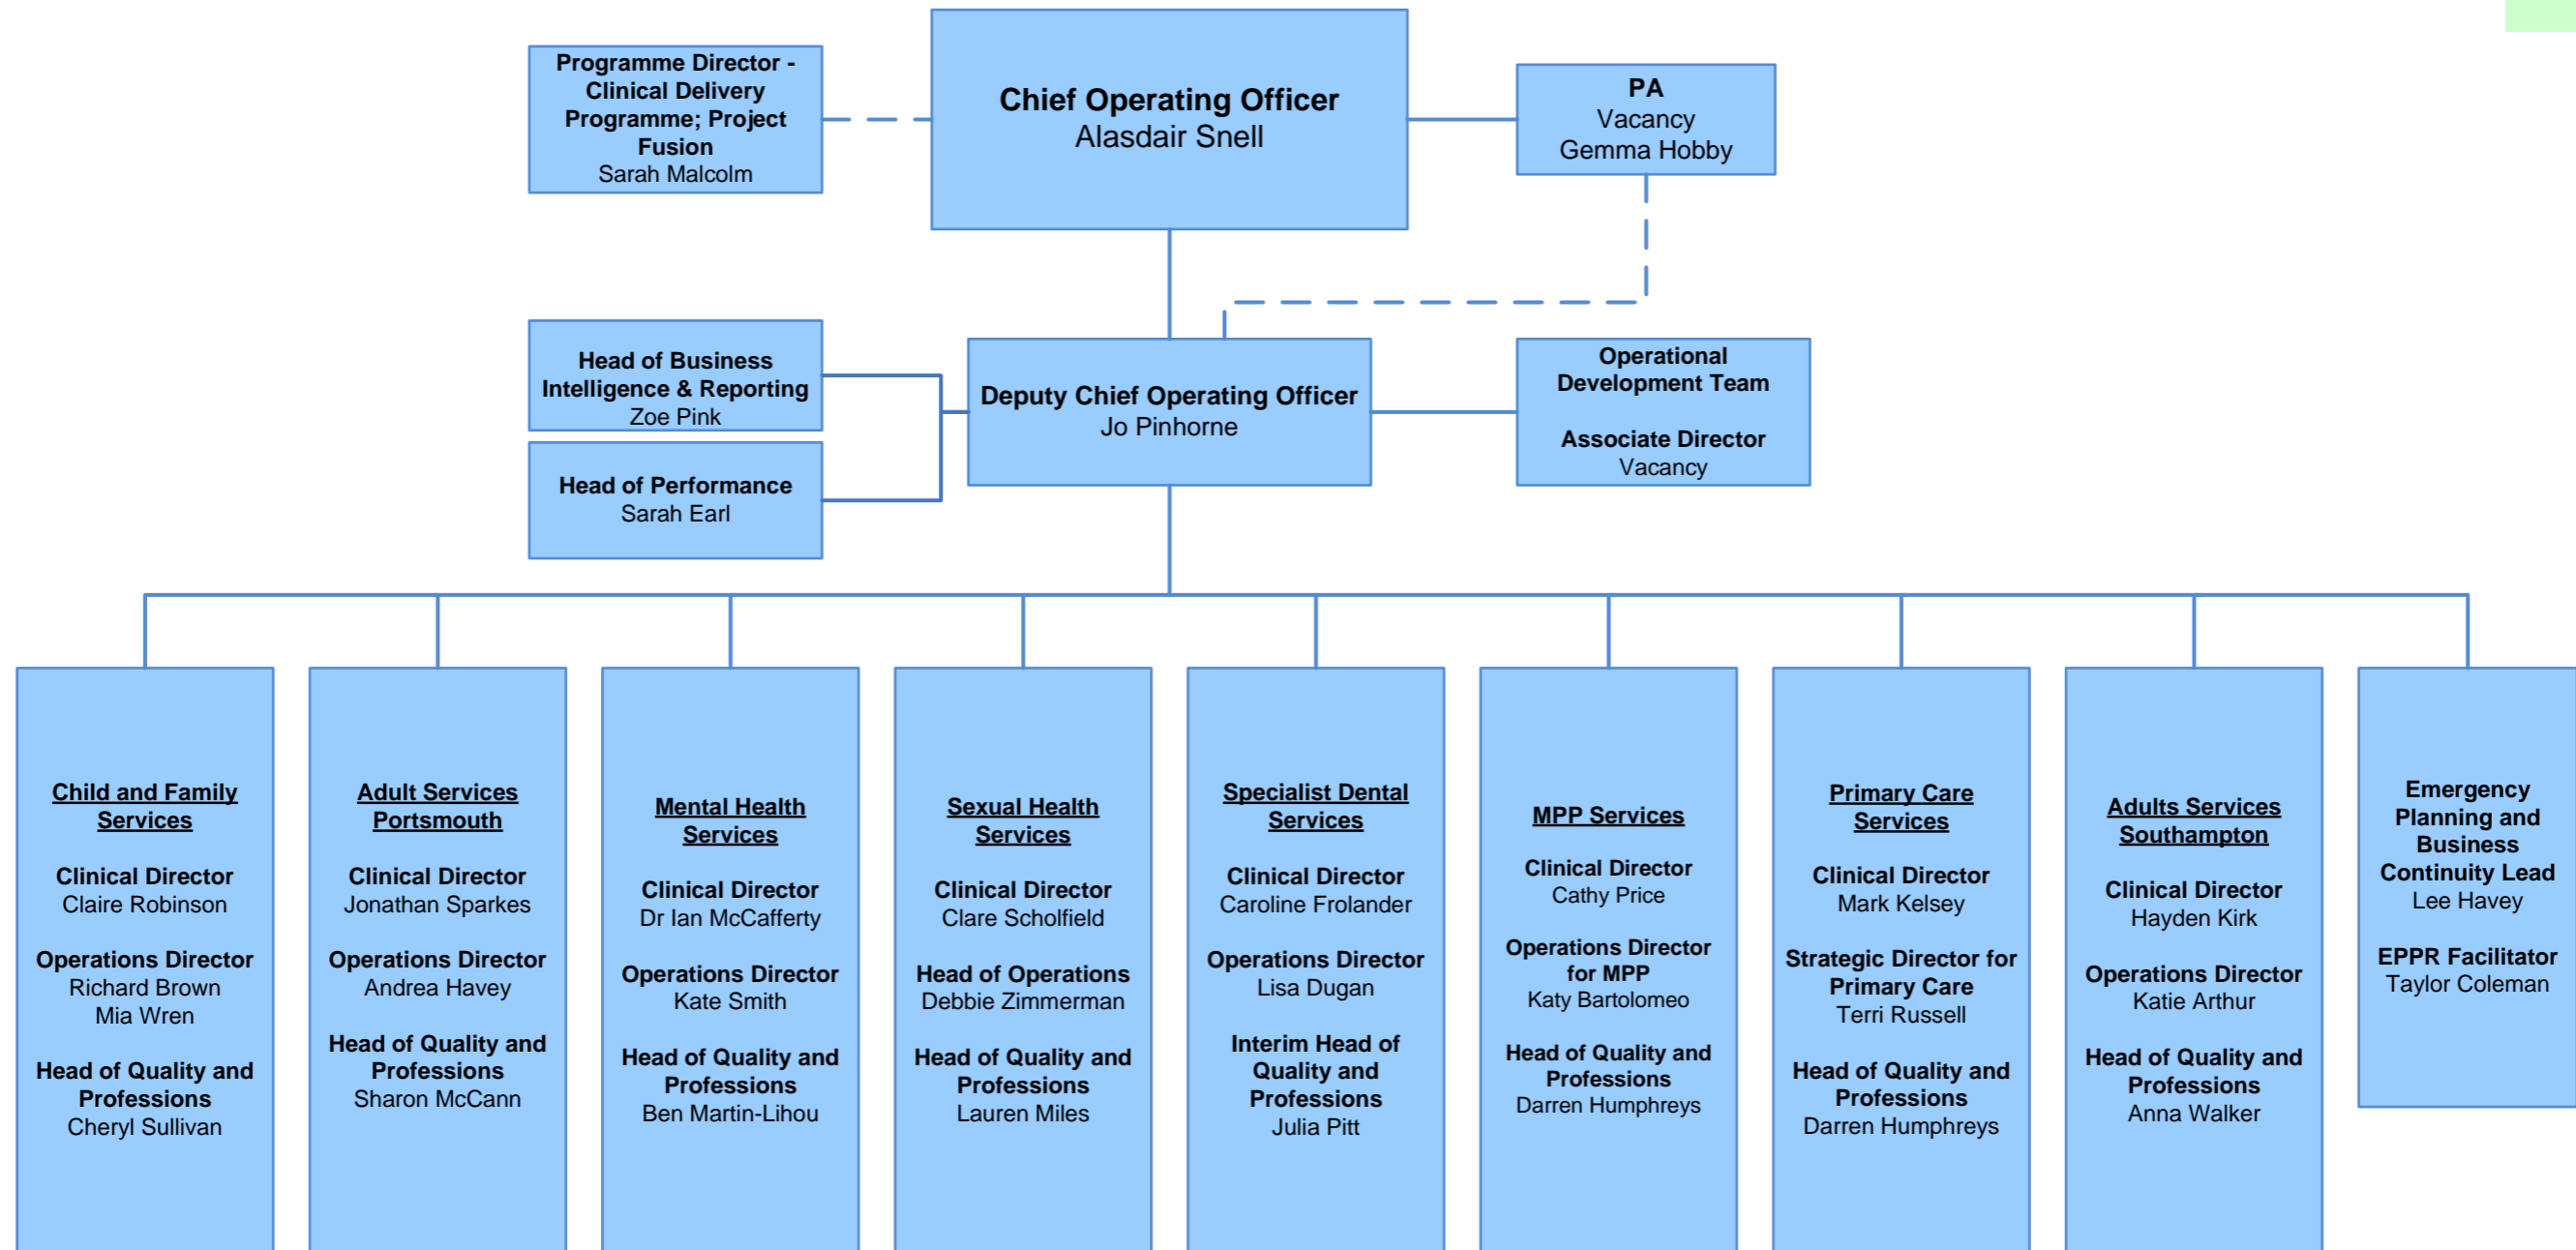 Programme Director -
Clinical Delivery
Programme; Project
Fusion
Sarah Malcolm
Chief Operating Officer
Alasdair Snell
PA
Vacancy
Gemma Hobby
Head of Business
Intelligence & Reporting
Zoe Pink
Head of Performance
Sarah Earl
Deputy Chief Operating Officer
Jo Pinhorne
Operational
Development Team
Associate Director
Vacancy
Child and Family
Services
Clinical Director
Claire Robinson
Operations Director
Richard Brown
Mia Wren
Head of Quality and
Professions
Cheryl Sullivan
Adult Services
Portsmouth
Clinical Director
Jonathan Sparkes
Operations Director
Andrea Havey
Head of Quality and
Professions
Sharon McCann
Mental Health
Services
Clinical Director
Dr Ian McCafferty
Operations Director
Kate Smith
Head of Quality and
Professions
Ben Martin-Lihou
Sexual Health
Services
Clinical Director
Clare Scholfield
Head of Operations
Debbie Zimmerman
Head of Quality and
Professions
Lauren Miles
Specialist Dental
Services
Clinical Director
Caroline Frolander
Operations Director
Lisa Dugan
Interim Head of
Quality and
Professions
Julia Pitt
MPP Services
Clinical Director
Cathy Price
Operations Director
for MPP
Katy Bartolomeo
Head of Quality and
Professions
Darren Humphreys
Primary Care
Services
Clinical Director
Mark Kelsey
Strategic Director for
Primary Care
Terri Russell
Head of Quality and
Professions
Darren Humphreys
Adults Services
Southampton
Clinical Director
Hayden Kirk
Operations Director
Katie Arthur
Head of Quality and
Professions
Anna Walker
Emergency
Planning and
Business
Continuity Lead
Lee Havey
EPPR Facilitator
Taylor Coleman